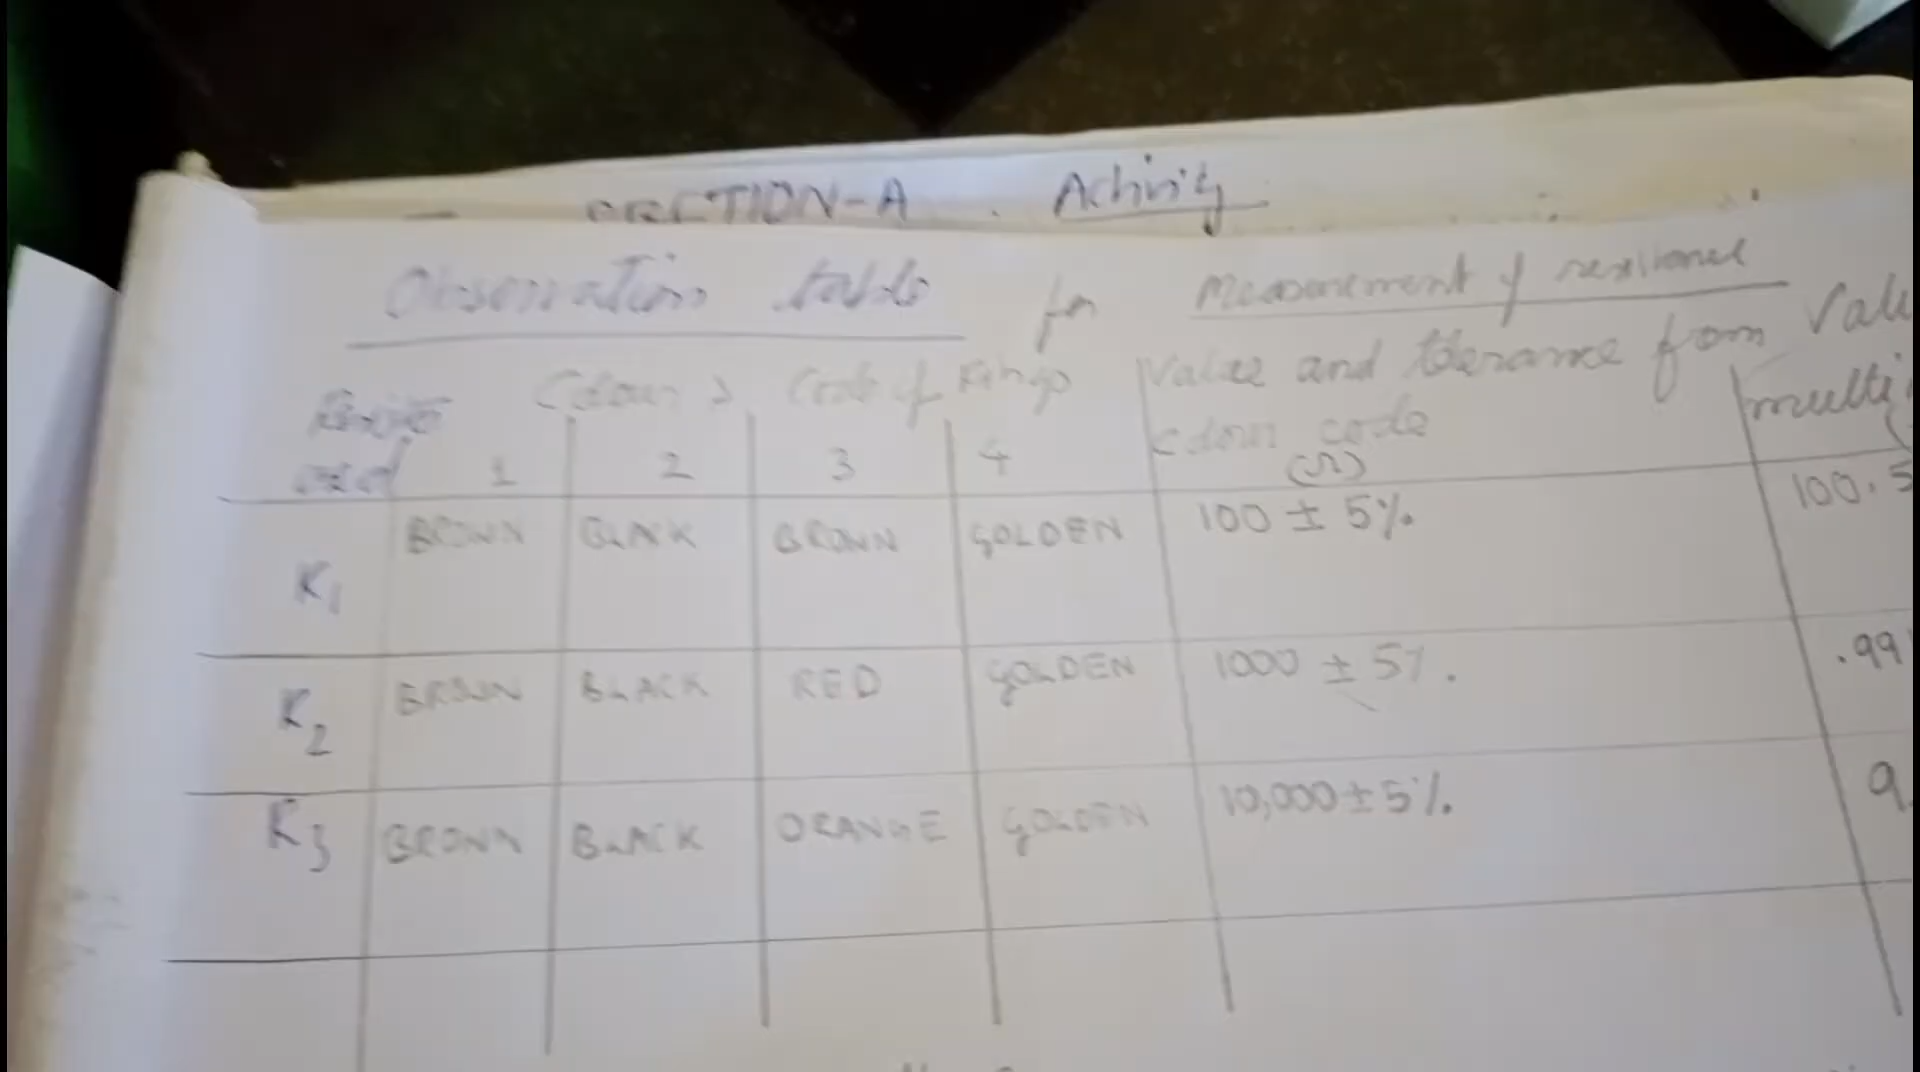 SECTION-A . Activity
Observation table for Measurement of resistance
Resistor used Colour s Code of Rings Value and tolerance from colour code (Ω) Value multi
1 2 3 4
R1 BROWN BLACK BROWN GOLDEN 100 ± 5% 100.5
R2 BROWN BLACK RED GOLDEN 1000 ± 5%. .99
R3 BROWN BLACK ORANGE GOLDEN 10,000 ± 5%. 9.